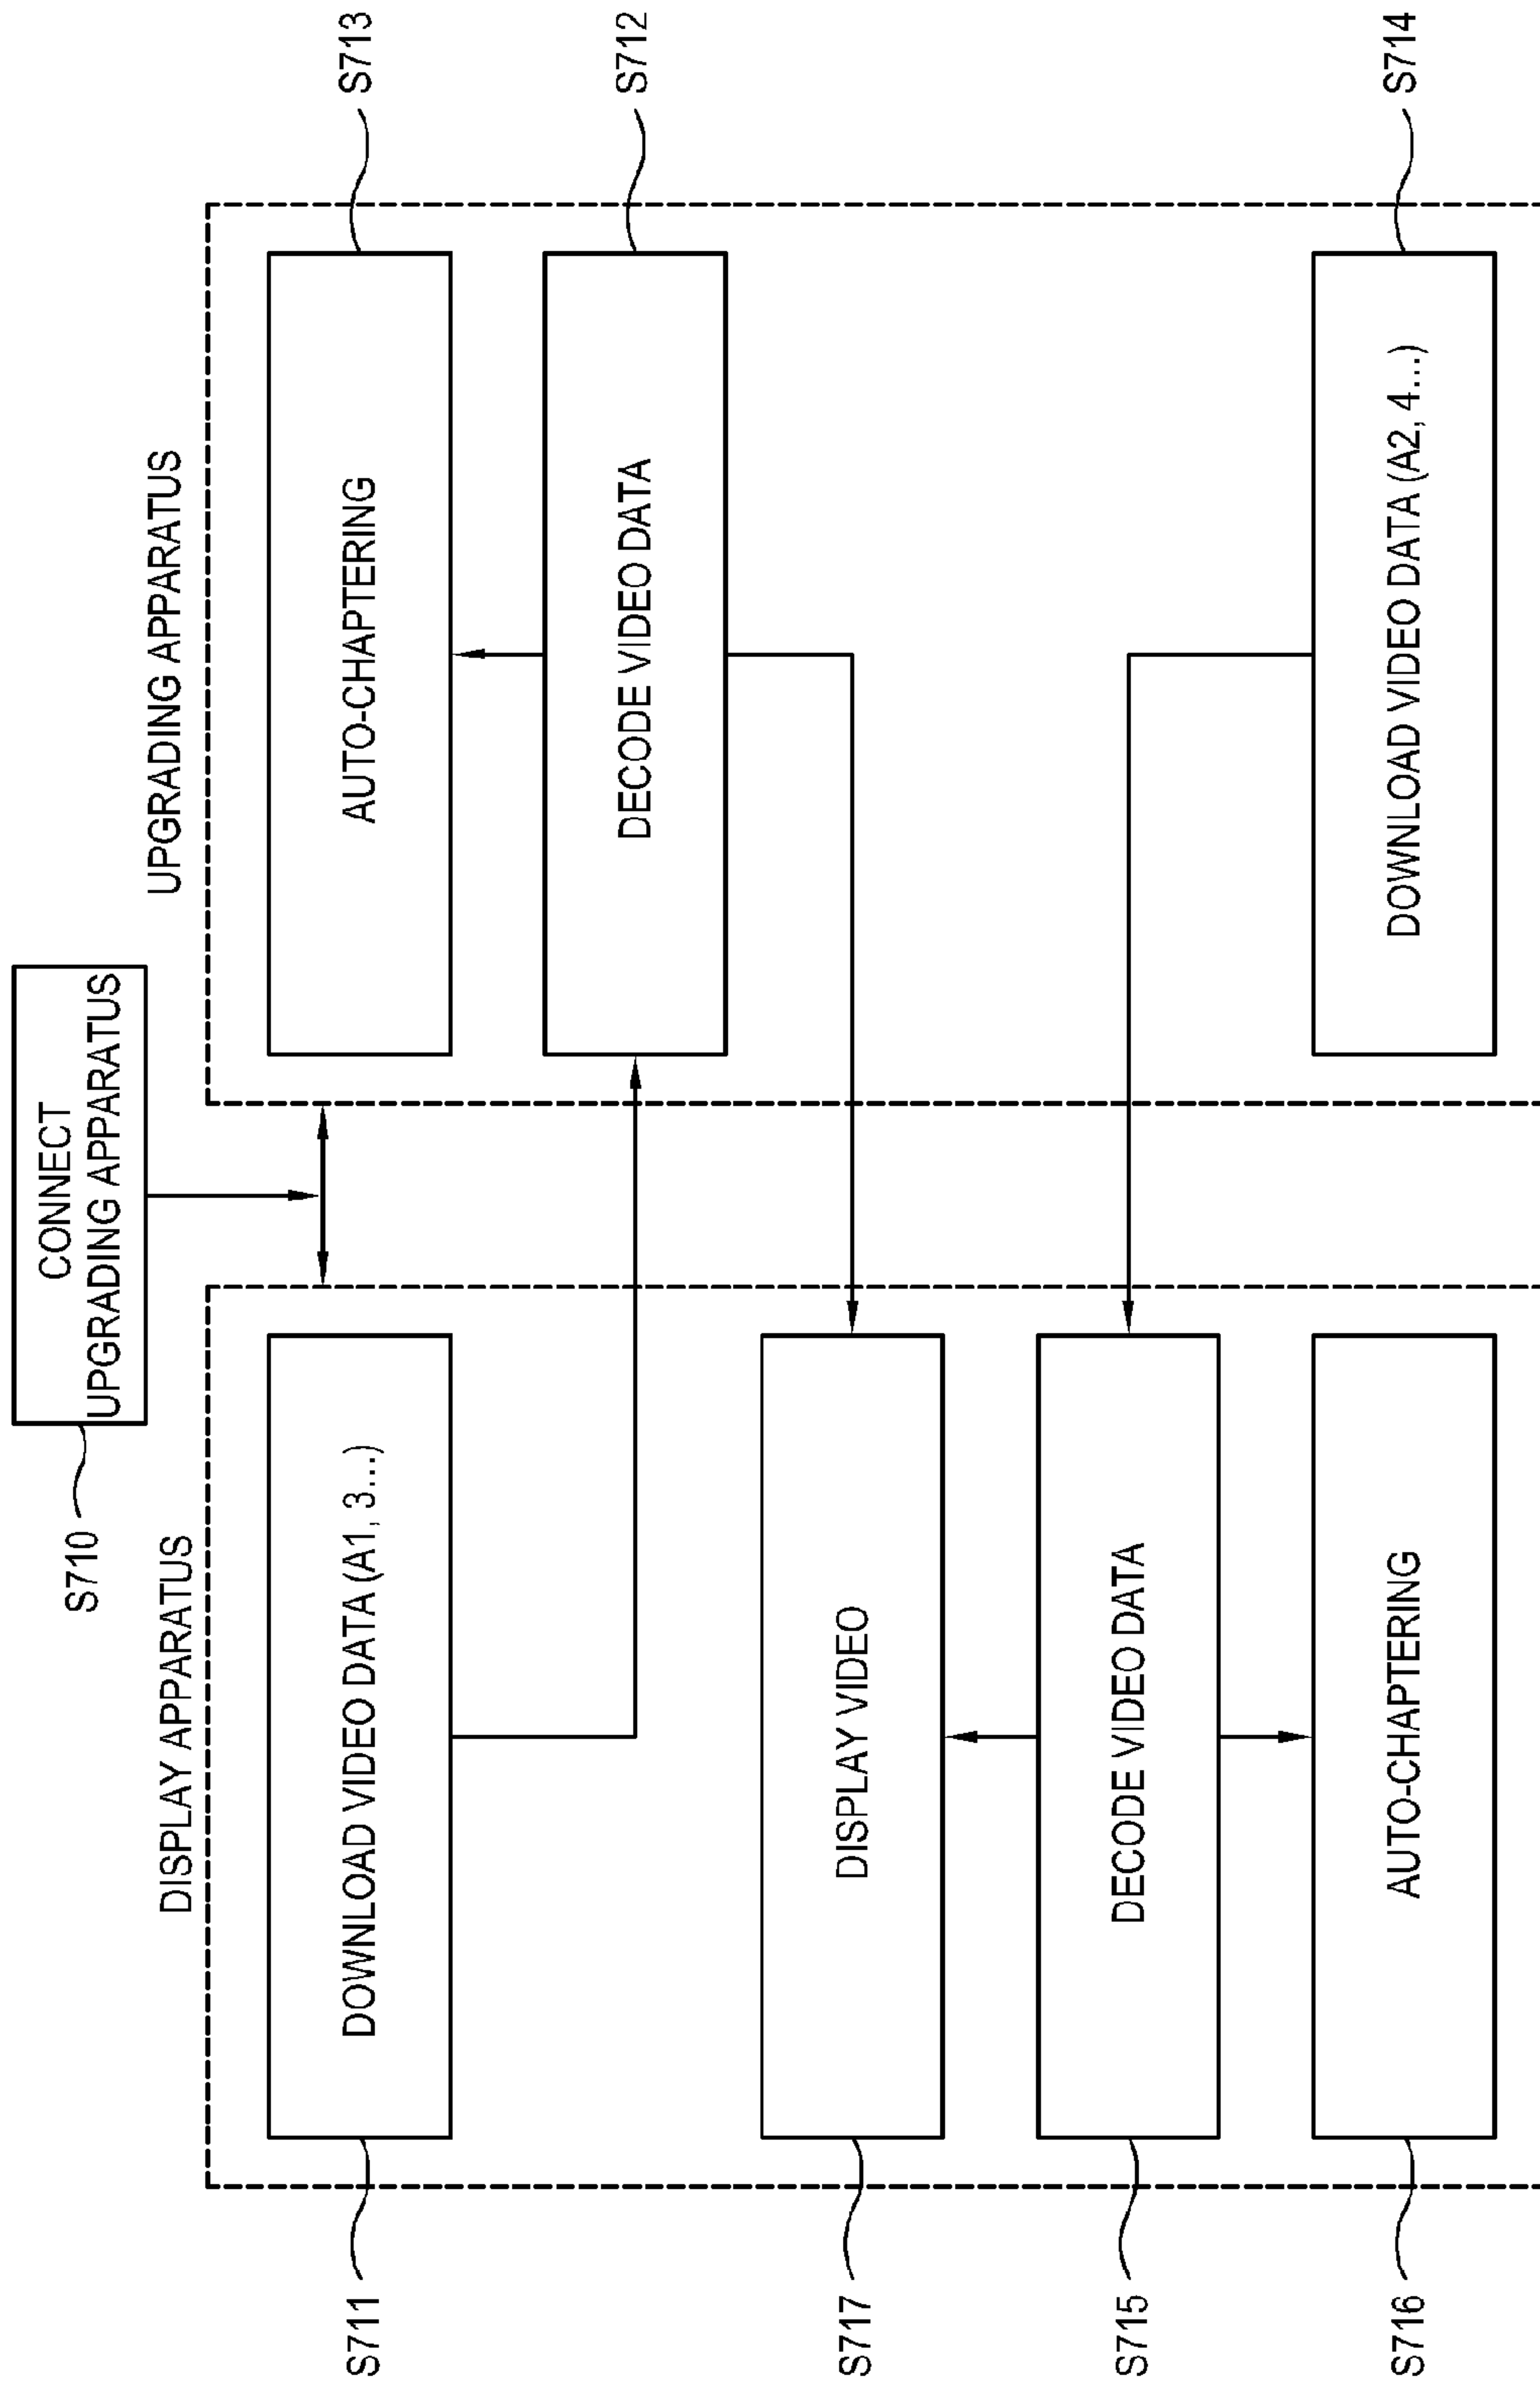 CONNECT
UPGRADING APPARATUS
S710
DISPLAY APPARATUS
UPGRADING APPARATUS
S711
DOWNLOAD VIDEO DATA (A1, 3...)
AUTO-CHAPTERING
S713
DECODE VIDEO DATA
S712
S717
DISPLAY VIDEO
S715
DECODE VIDEO DATA
S716
AUTO-CHAPTERING
DOWNLOAD VIDEO DATA (A2, 4...)
S714